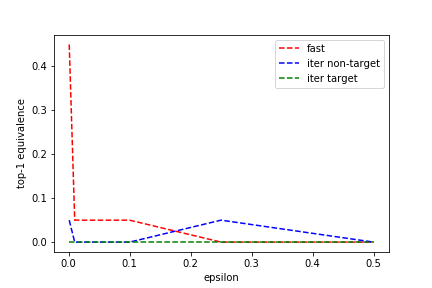 top-1 equivalence
0.4
0.3
0.2
0.1
0.0
0.0 0.1 0.2 0.3 0.4 0.5
epsilon
fast
iter non-target
iter target